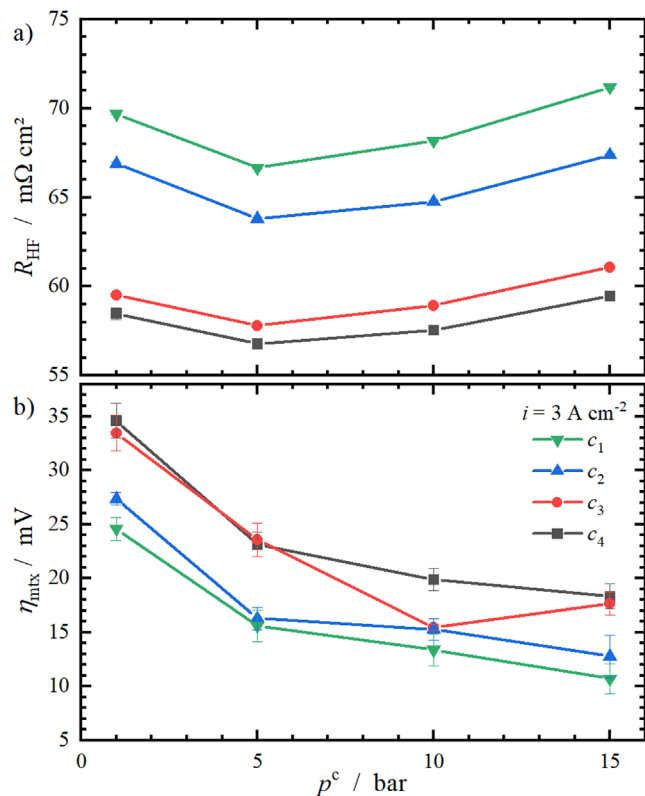 a)
75
70
65
60
55
R_HF / mΩ cm²
b)
35
30
25
20
15
10
5
η_mtx / mV
i = 3 A cm⁻²
c₁
c₂
c₃
c₄
0 5 10 15
pᶜ / bar